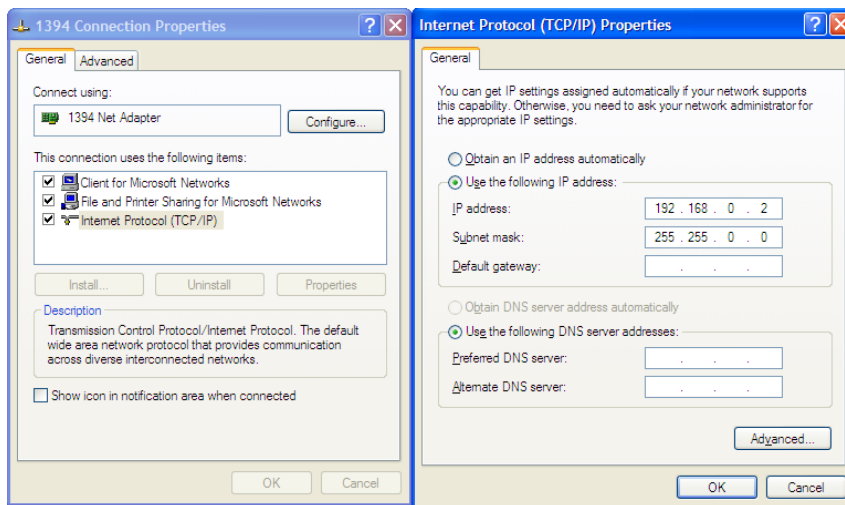 1394 Connection Properties
General
Advanced
Connect using:
1394 Net Adapter
Configure...
This connection uses the following items:
Client for Microsoft Networks
File and Printer Sharing for Microsoft Networks
Internet Protocol (TCP/IP)
Install...
Uninstall
Properties
Description
Transmission Control Protocol/Internet Protocol. The default
wide area network protocol that provides communication
across diverse interconnected networks.
Show icon in notification area when connected
OK
Cancel
Internet Protocol (TCP/IP) Properties
General
You can get IP settings assigned automatically if your network supports
this capability. Otherwise, you need to ask your network administrator for
the appropriate IP settings.
Obtain an IP address automatically
Use the following IP address:
IP address:
192 . 168 . 0 . 2
Subnet mask:
255 . 255 . 0 . 0
Default gateway:
. . .
Obtain DNS server address automatically
Use the following DNS server addresses:
Preferred DNS server:
. . .
Alternate DNS server:
. . .
Advanced...
OK
Cancel